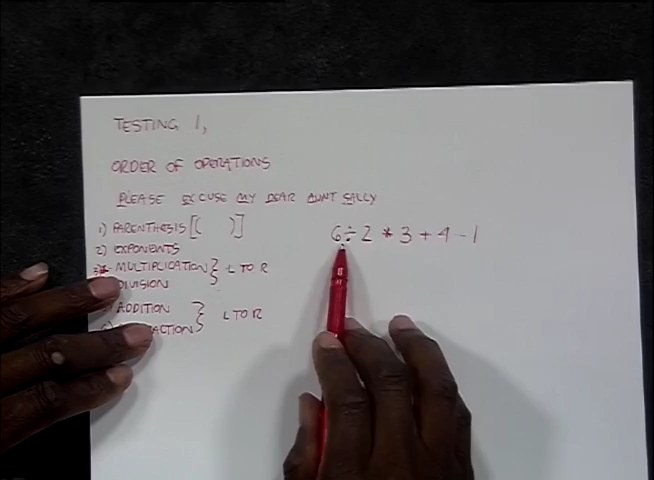 TESTING 1,
ORDER OF OPERATIONS
PLEASE EXCUSE MY DEAR AUNT SALLY
1) PARENTHESIS [( )]
2) EXPONENTS
3) MULTIPLICATION } L TO R
DIVISION
ADDITION } L TO R
6 ÷ 2 * 3 + 4 - 1